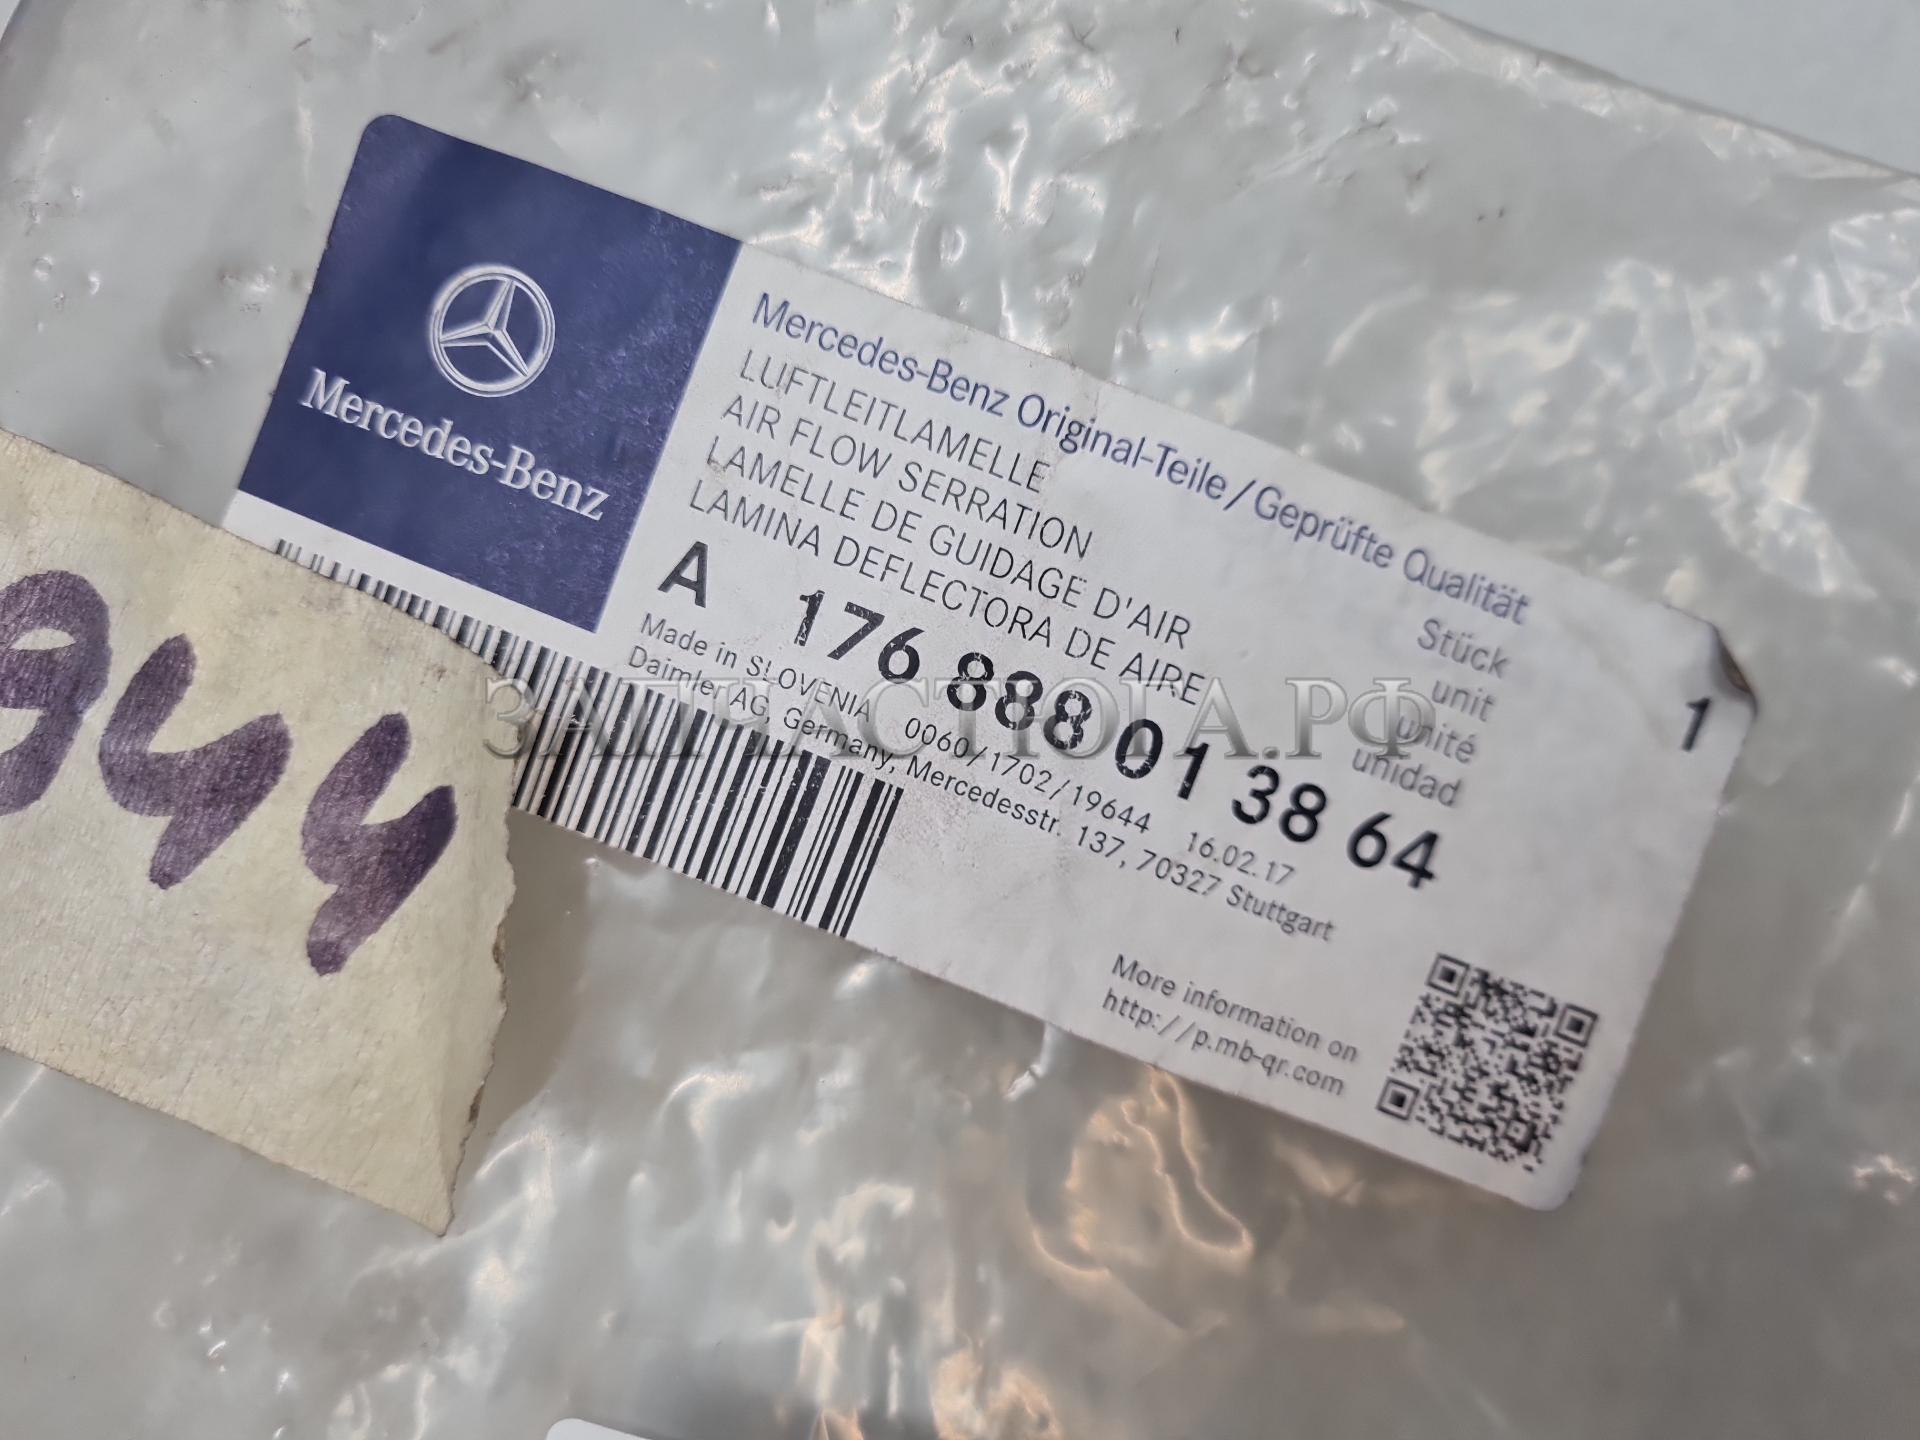 Mercedes-Benz
Mercedes-Benz Original-Teile / Geprüfte Qualität
LUFTLEITLAMELLE
AIR FLOW SERRATION
LAMELLE DE GUIDAGE D'AIR
LAMINA DEFLECTORA DE AIRE
Stück
unit
unité
unidad
1
A 176 888 01 38 64
Made in SLOVENIA 0060/1702/19644 16.02.17
Daimler AG, Germany, Mercedesstr. 137, 70327 Stuttgart
More information on
http://p.mb-qr.com
944
ЗАПЧАСТЮГА.РФ